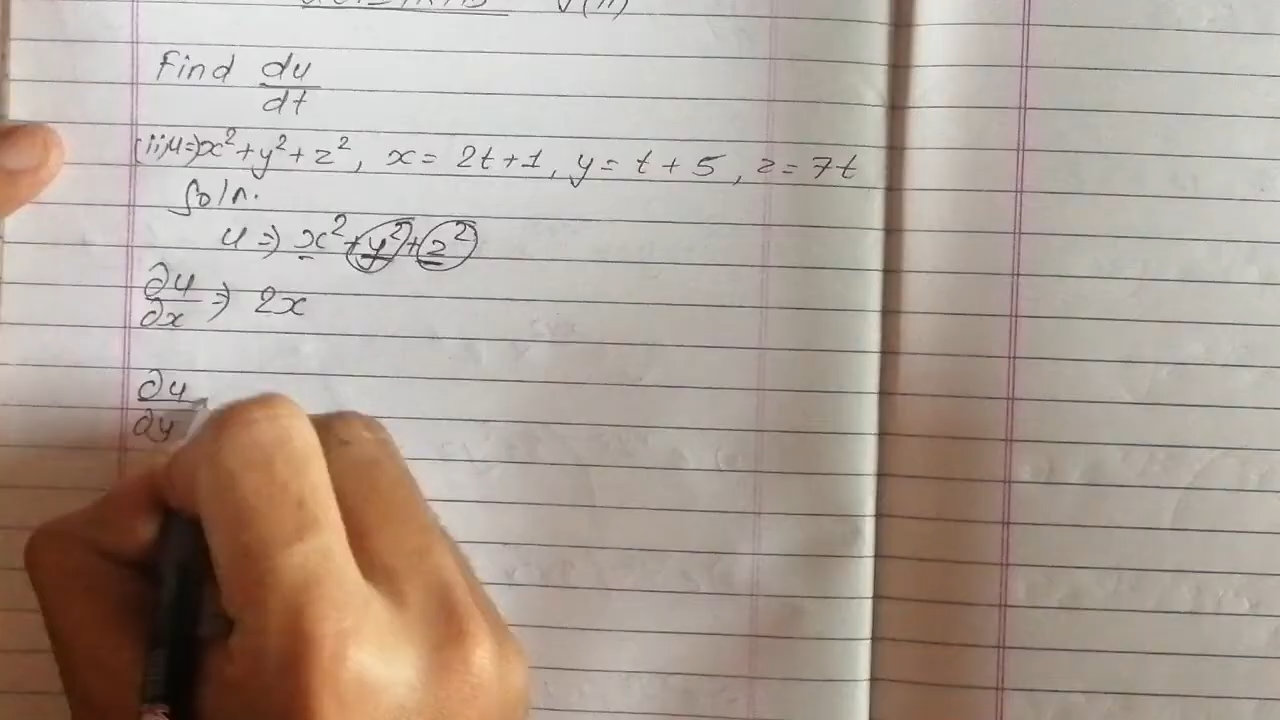 Find du/dt
(ii) u⇒x²+y²+z², x= 2t+1, y= t+5, z= 7t
Soln.
u⇒ x²+y²+z²
∂u/∂x ⇒ 2x
∂u/∂y